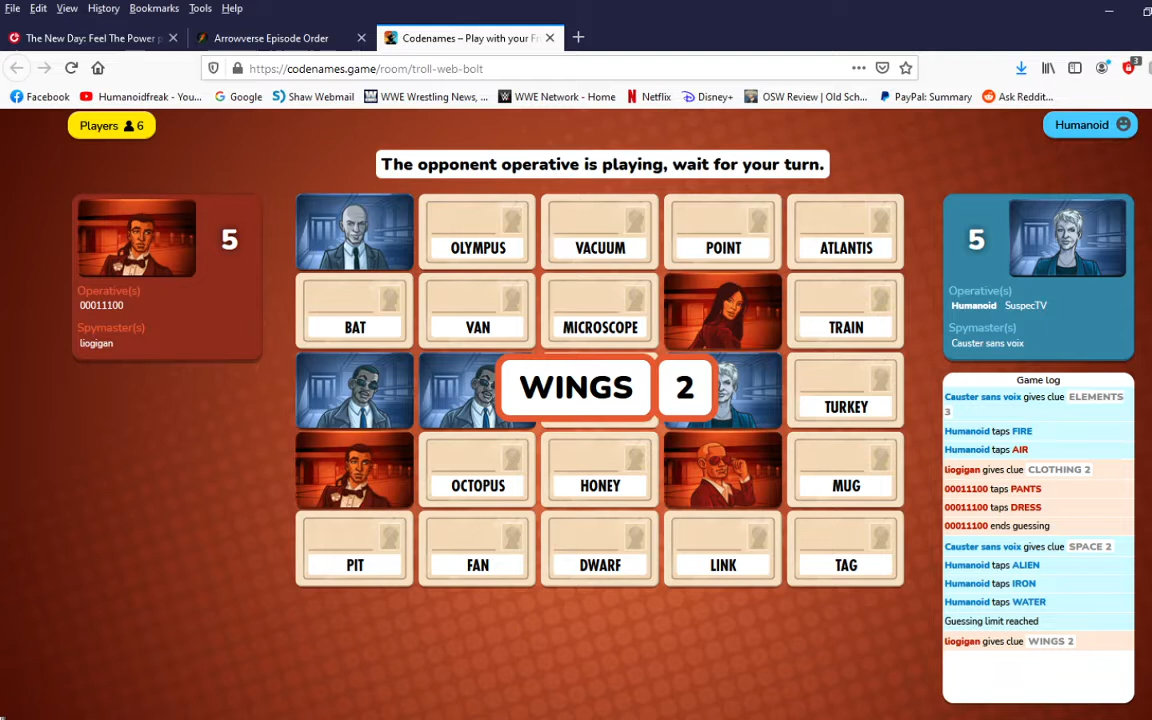 File Edit View History Bookmarks Tools Help
The New Day: Feel The Power p
Arrowverse Episode Order
Codenames – Play with your Fr
https://codenames.game/room/troll-web-bolt
3
Facebook
Humanoidfreak - You...
Google
Shaw Webmail
WWE Wrestling News, ...
WWE Network - Home
Netflix
Disney+
OSW Review | Old Sch...
PayPal: Summary
Ask Reddit...
Players 6
Humanoid
The opponent operative is playing, wait for your turn.
5
Operative(s)
00011100
Spymaster(s)
liogigan
OLYMPUS
VACUUM
POINT
ATLANTIS
BAT
VAN
MICROSCOPE
TRAIN
WINGS 2
TURKEY
OCTOPUS
HONEY
MUG
PIT
FAN
DWARF
LINK
TAG
5
Operative(s)
Humanoid SuspecTV
Spymaster(s)
Causter sans voix
Game log
Causter sans voix gives clue ELEMENTS
3
Humanoid taps FIRE
Humanoid taps AIR
liogigan gives clue CLOTHING 2
00011100 taps PANTS
00011100 taps DRESS
00011100 ends guessing
Causter sans voix gives clue SPACE 2
Humanoid taps ALIEN
Humanoid taps IRON
Humanoid taps WATER
Guessing limit reached
liogigan gives clue WINGS 2